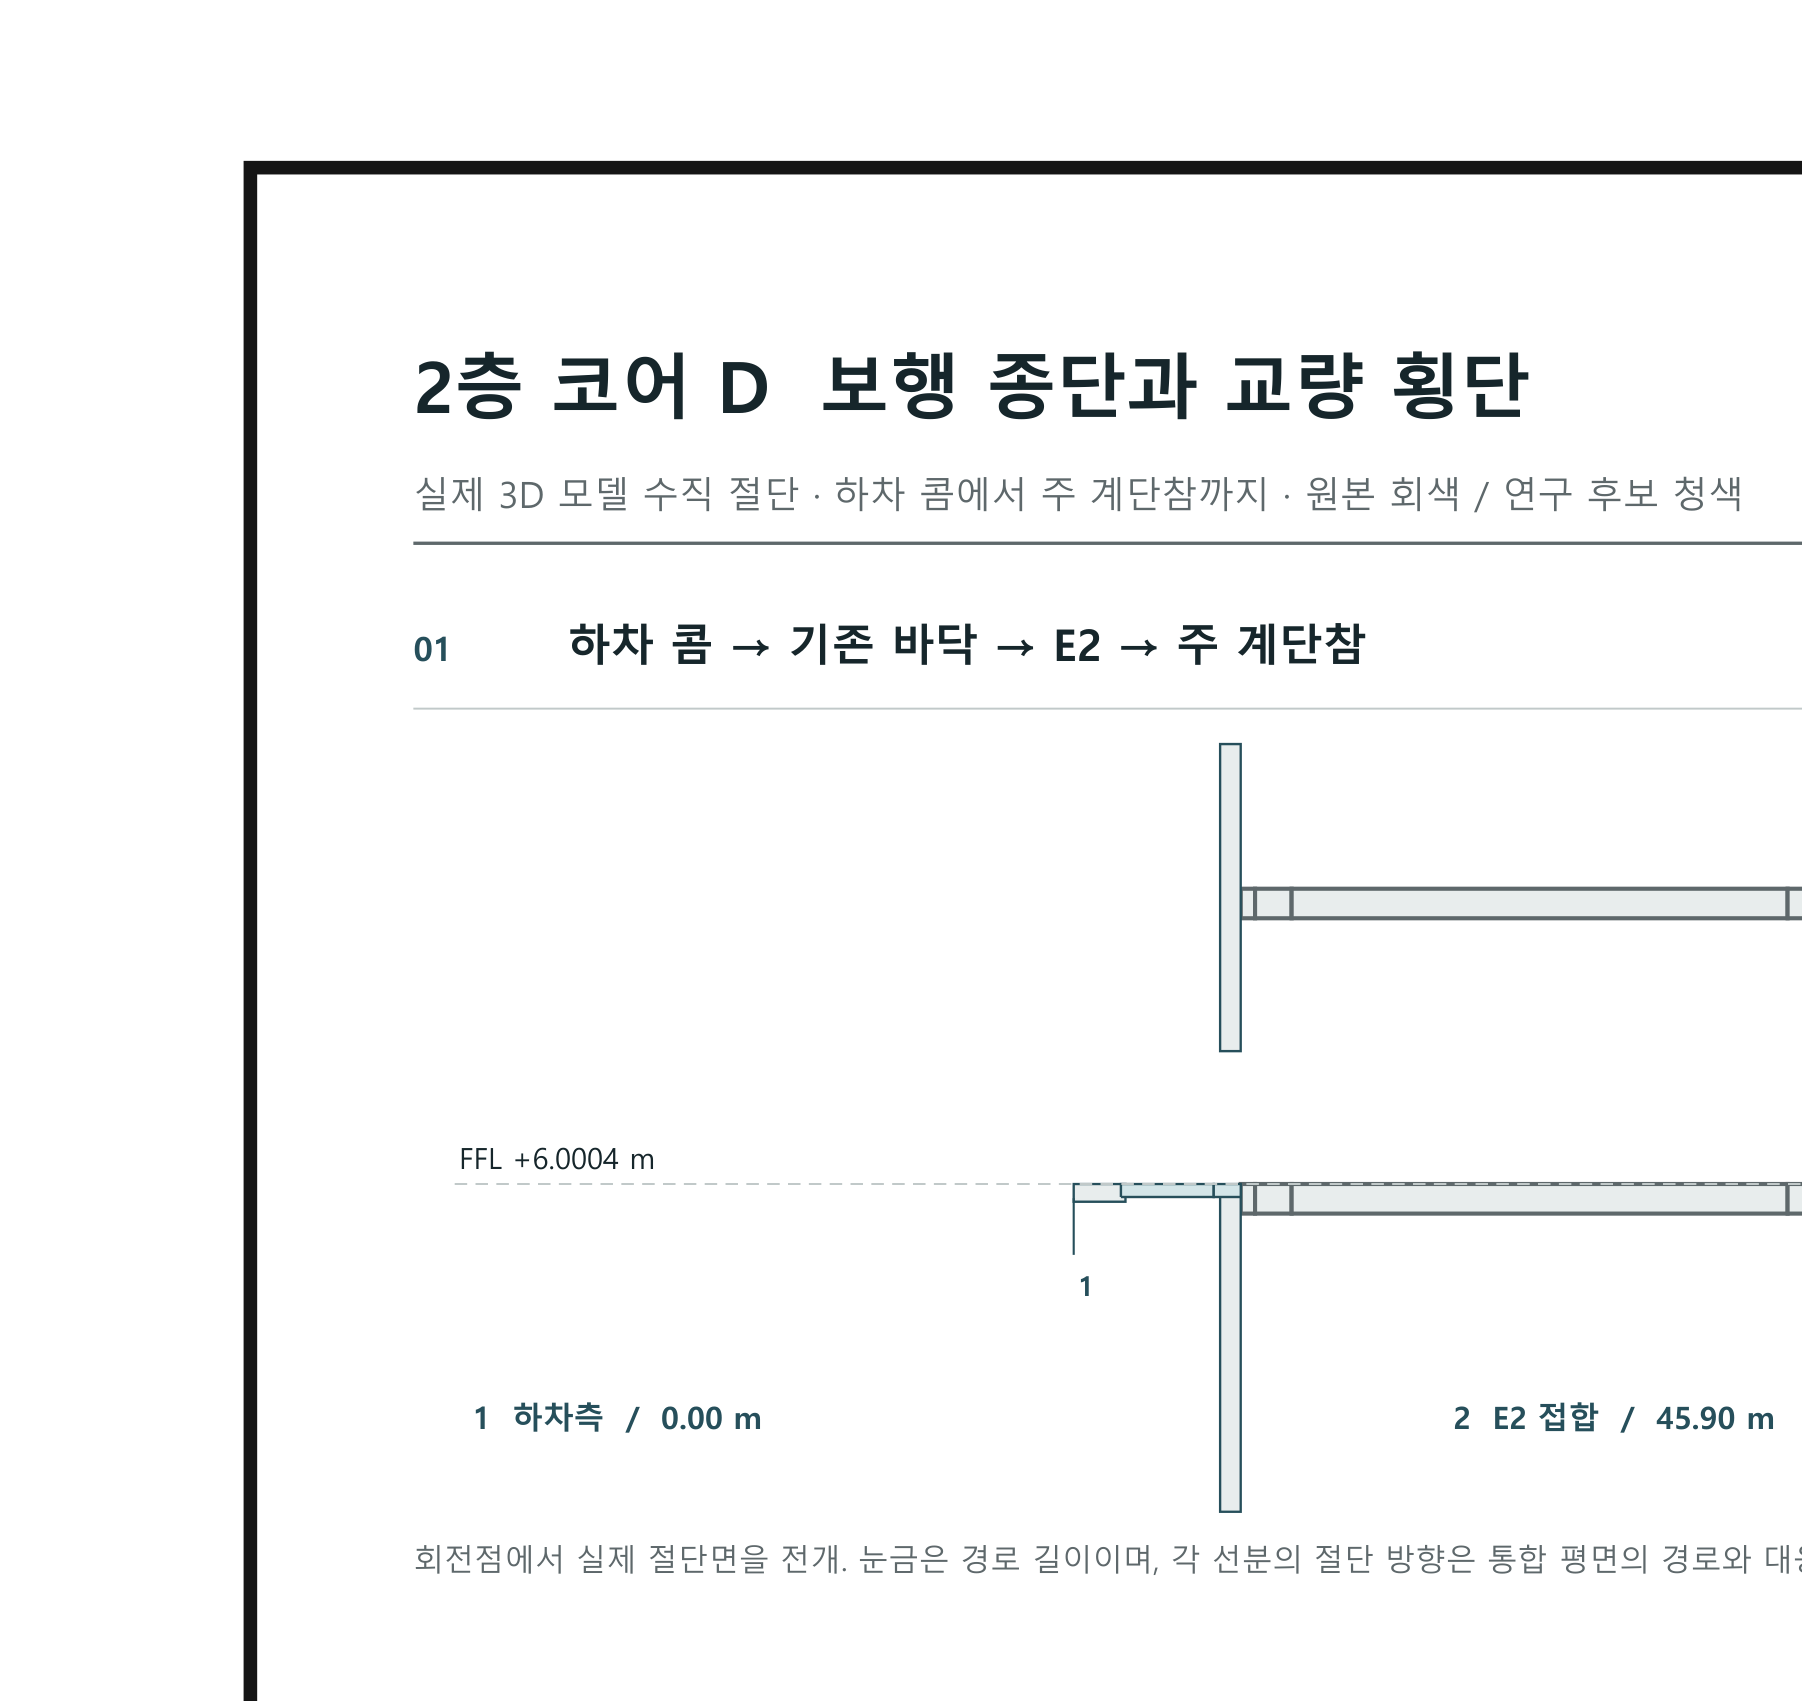 2층 코어 D 보행 종단과 교량 횡단
실제 3D 모델 수직 절단 · 하차 콤에서 주 계단참까지 · 원본 회색 / 연구 후보 청색
01 하차 콤 → 기존 바닥 → E2 → 주 계단참
FFL +6.0004 m
1
1 하차측 / 0.00 m
2 E2 접합 / 45.90 m
회전점에서 실제 절단면을 전개. 눈금은 경로 길이이며, 각 선분의 절단 방향은 통합 평면의 경로와